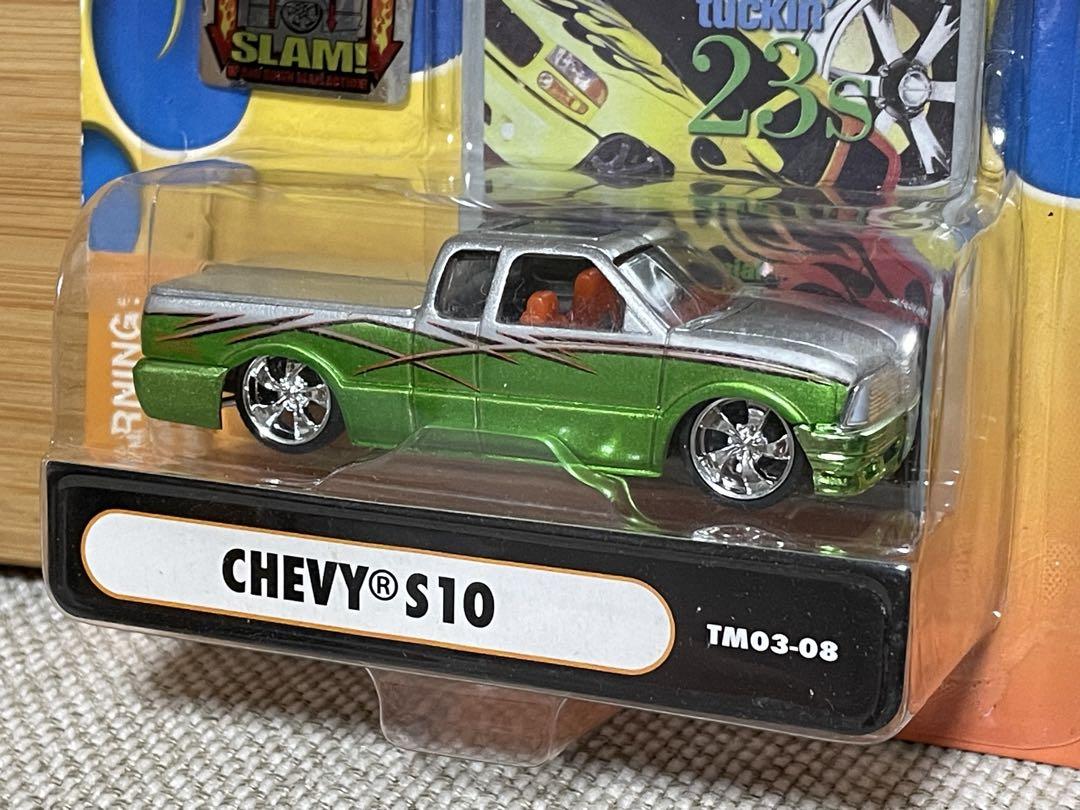 SLAM!
tuckin'
23s
RNING:
CHEVY® S10
TM03-08